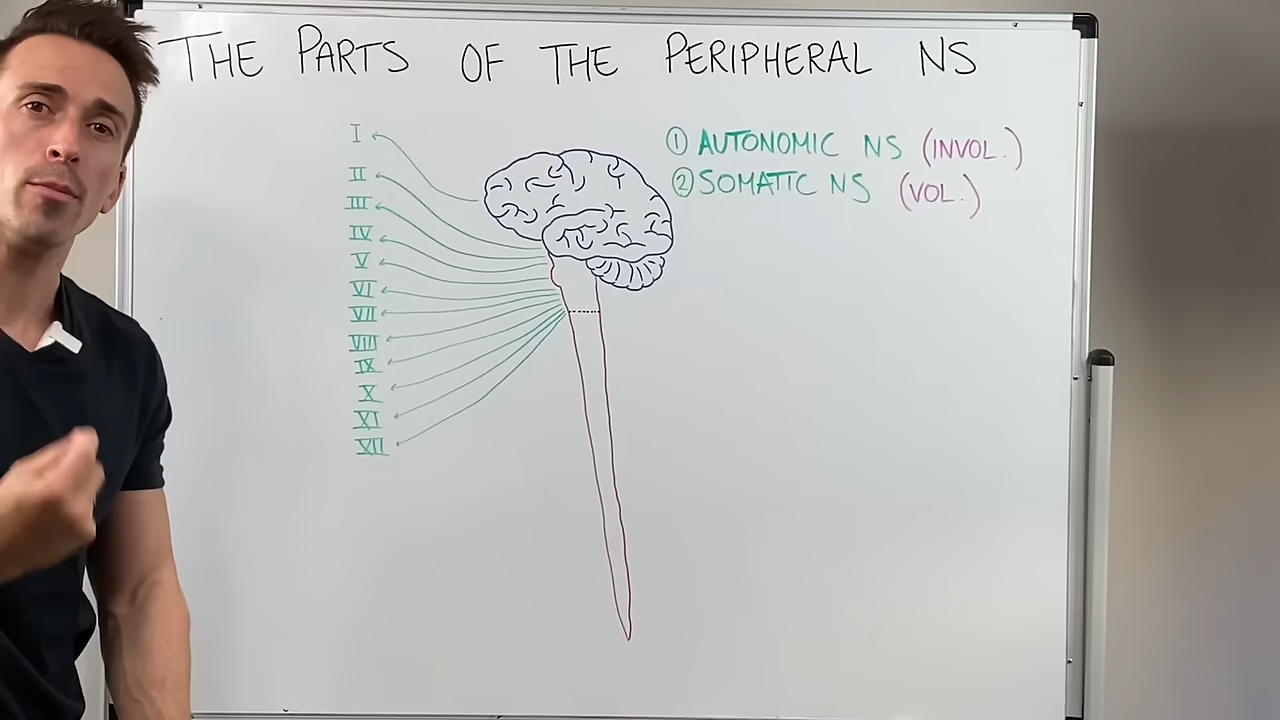 THE PARTS OF THE PERIPHERAL NS
① AUTONOMIC NS (INVOL.)
② SOMATIC NS (VOL.)
I
II
III
IV
V
VI
VII
VIII
IX
X
XI
XII